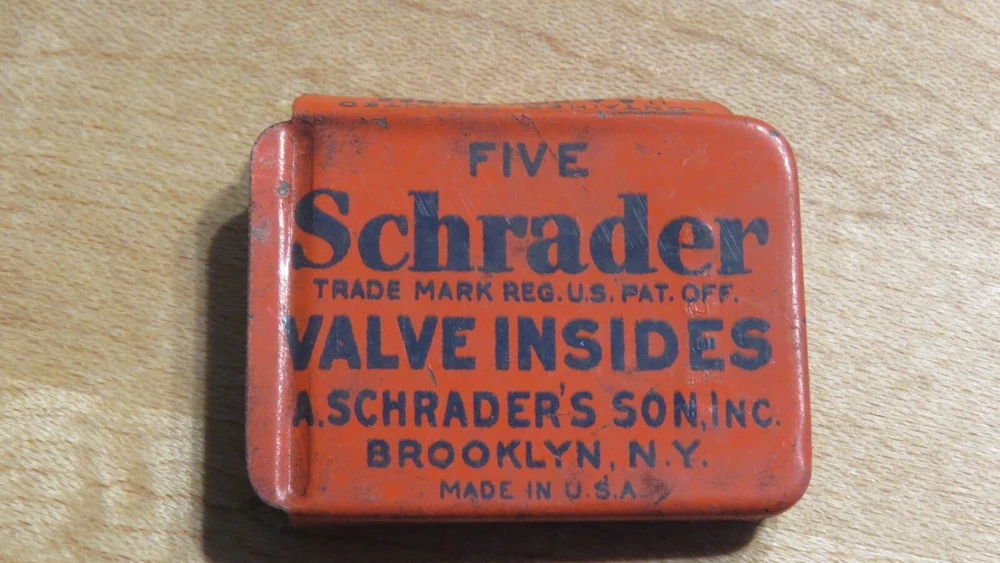 FIVE
Schrader
TRADE MARK REG. U.S. PAT. OFF.
VALVE INSIDES
A. SCHRADER'S SON, INC.
BROOKLYN, N.Y.
MADE IN U.S.A.